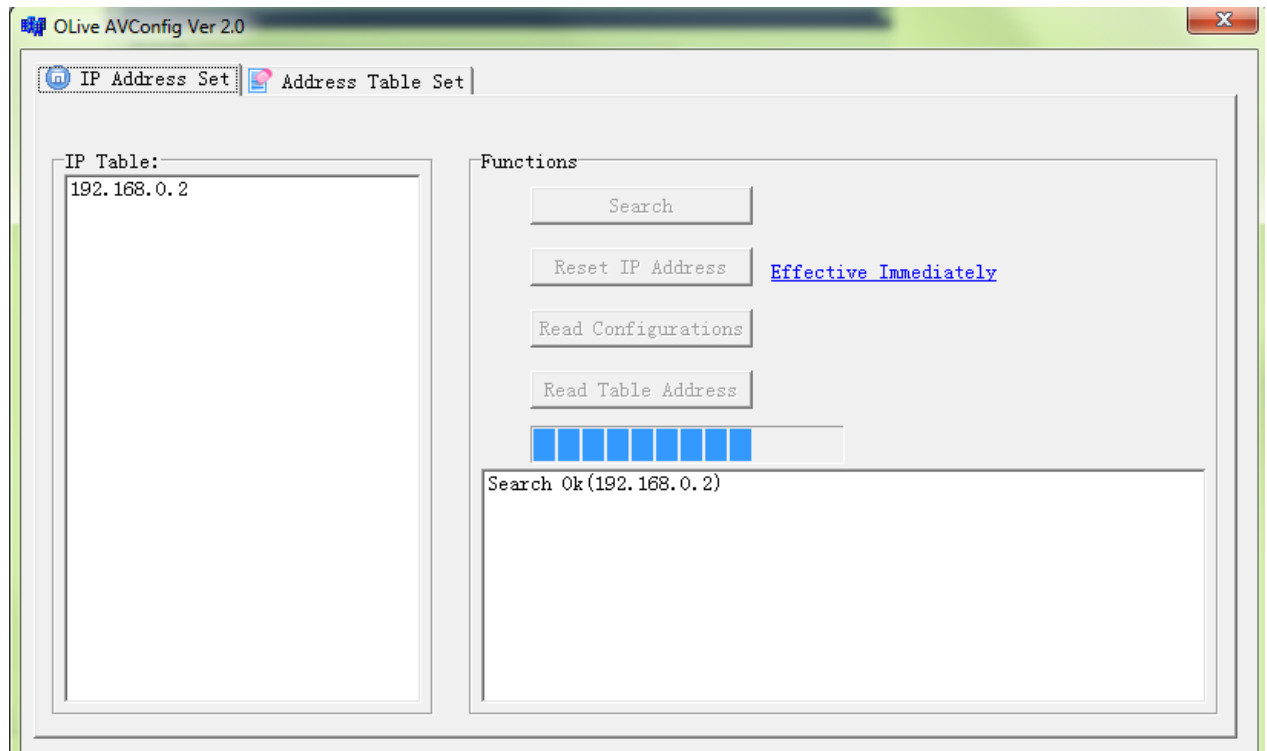 OLive AVConfig Ver 2.0
IP Address Set
Address Table Set
IP Table:
192.168.0.2
Functions
Search
Reset IP Address
Effective Immediately
Read Configurations
Read Table Address
Search Ok(192.168.0.2)